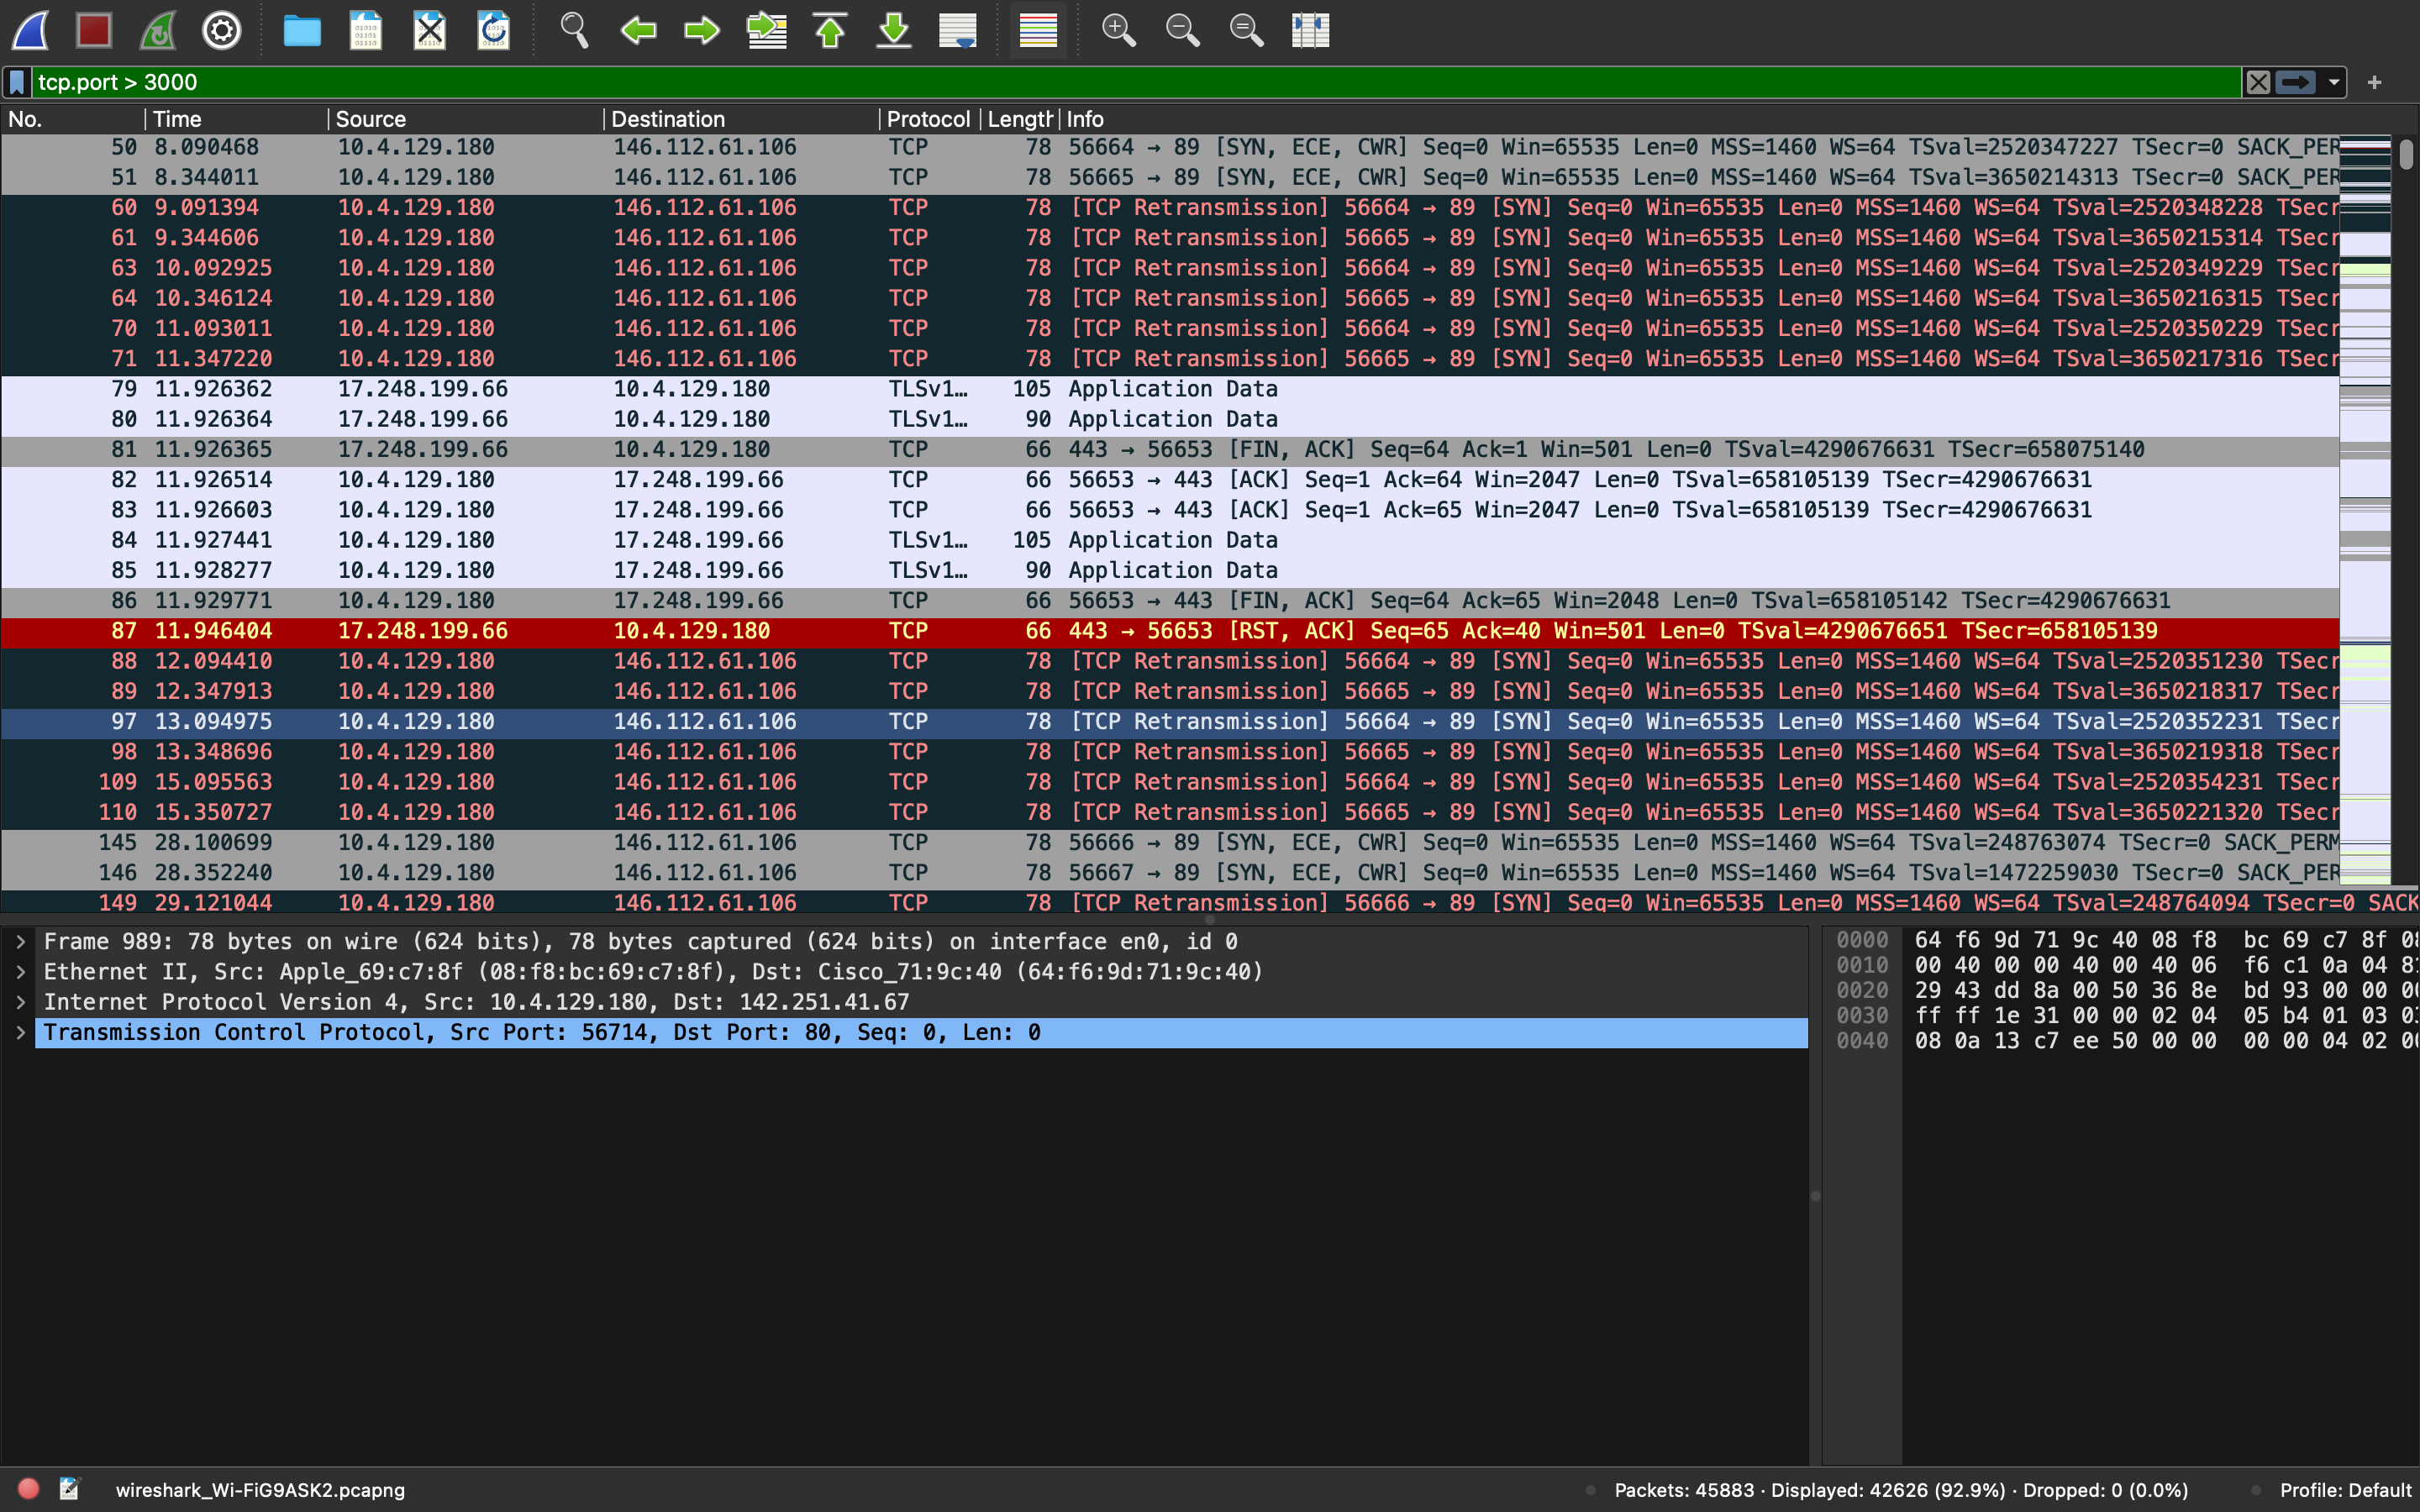 tcp.port > 3000
No. Time Source Destination Protocol Length Info
50 8.090468 10.4.129.180 146.112.61.106 TCP 78 56664 → 89 [SYN, ECE, CWR] Seq=0 Win=65535 Len=0 MSS=1460 WS=64 TSval=2520347227 TSecr=0 SACK_PER
51 8.344011 10.4.129.180 146.112.61.106 TCP 78 56665 → 89 [SYN, ECE, CWR] Seq=0 Win=65535 Len=0 MSS=1460 WS=64 TSval=3650214313 TSecr=0 SACK_PER
60 9.091394 10.4.129.180 146.112.61.106 TCP 78 [TCP Retransmission] 56664 → 89 [SYN] Seq=0 Win=65535 Len=0 MSS=1460 WS=64 TSval=2520348228 TSecr
61 9.344606 10.4.129.180 146.112.61.106 TCP 78 [TCP Retransmission] 56665 → 89 [SYN] Seq=0 Win=65535 Len=0 MSS=1460 WS=64 TSval=3650215314 TSecr
63 10.092925 10.4.129.180 146.112.61.106 TCP 78 [TCP Retransmission] 56664 → 89 [SYN] Seq=0 Win=65535 Len=0 MSS=1460 WS=64 TSval=2520349229 TSecr
64 10.346124 10.4.129.180 146.112.61.106 TCP 78 [TCP Retransmission] 56665 → 89 [SYN] Seq=0 Win=65535 Len=0 MSS=1460 WS=64 TSval=3650216315 TSecr
70 11.093011 10.4.129.180 146.112.61.106 TCP 78 [TCP Retransmission] 56664 → 89 [SYN] Seq=0 Win=65535 Len=0 MSS=1460 WS=64 TSval=2520350229 TSecr
71 11.347220 10.4.129.180 146.112.61.106 TCP 78 [TCP Retransmission] 56665 → 89 [SYN] Seq=0 Win=65535 Len=0 MSS=1460 WS=64 TSval=3650217316 TSecr
79 11.926362 17.248.199.66 10.4.129.180 TLSv1… 105 Application Data
80 11.926364 17.248.199.66 10.4.129.180 TLSv1… 90 Application Data
81 11.926365 17.248.199.66 10.4.129.180 TCP 66 443 → 56653 [FIN, ACK] Seq=64 Ack=1 Win=501 Len=0 TSval=4290676631 TSecr=658075140
82 11.926514 10.4.129.180 17.248.199.66 TCP 66 56653 → 443 [ACK] Seq=1 Ack=64 Win=2047 Len=0 TSval=658105139 TSecr=4290676631
83 11.926603 10.4.129.180 17.248.199.66 TCP 66 56653 → 443 [ACK] Seq=1 Ack=65 Win=2047 Len=0 TSval=658105139 TSecr=4290676631
84 11.927441 10.4.129.180 17.248.199.66 TLSv1… 105 Application Data
85 11.928277 10.4.129.180 17.248.199.66 TLSv1… 90 Application Data
86 11.929771 10.4.129.180 17.248.199.66 TCP 66 56653 → 443 [FIN, ACK] Seq=64 Ack=65 Win=2048 Len=0 TSval=658105142 TSecr=4290676631
87 11.946404 17.248.199.66 10.4.129.180 TCP 66 443 → 56653 [RST, ACK] Seq=65 Ack=40 Win=501 Len=0 TSval=4290676651 TSecr=658105139
88 12.094410 10.4.129.180 146.112.61.106 TCP 78 [TCP Retransmission] 56664 → 89 [SYN] Seq=0 Win=65535 Len=0 MSS=1460 WS=64 TSval=2520351230 TSecr
89 12.347913 10.4.129.180 146.112.61.106 TCP 78 [TCP Retransmission] 56665 → 89 [SYN] Seq=0 Win=65535 Len=0 MSS=1460 WS=64 TSval=3650218317 TSecr
97 13.094975 10.4.129.180 146.112.61.106 TCP 78 [TCP Retransmission] 56664 → 89 [SYN] Seq=0 Win=65535 Len=0 MSS=1460 WS=64 TSval=2520352231 TSecr
98 13.348696 10.4.129.180 146.112.61.106 TCP 78 [TCP Retransmission] 56665 → 89 [SYN] Seq=0 Win=65535 Len=0 MSS=1460 WS=64 TSval=3650219318 TSecr
109 15.095563 10.4.129.180 146.112.61.106 TCP 78 [TCP Retransmission] 56664 → 89 [SYN] Seq=0 Win=65535 Len=0 MSS=1460 WS=64 TSval=2520354231 TSecr
110 15.350727 10.4.129.180 146.112.61.106 TCP 78 [TCP Retransmission] 56665 → 89 [SYN] Seq=0 Win=65535 Len=0 MSS=1460 WS=64 TSval=3650221320 TSecr
145 28.100699 10.4.129.180 146.112.61.106 TCP 78 56666 → 89 [SYN, ECE, CWR] Seq=0 Win=65535 Len=0 MSS=1460 WS=64 TSval=248763074 TSecr=0 SACK_PERM
146 28.352240 10.4.129.180 146.112.61.106 TCP 78 56667 → 89 [SYN, ECE, CWR] Seq=0 Win=65535 Len=0 MSS=1460 WS=64 TSval=1472259030 TSecr=0 SACK_PER
149 29.121044 10.4.129.180 146.112.61.106 TCP 78 [TCP Retransmission] 56666 → 89 [SYN] Seq=0 Win=65535 Len=0 MSS=1460 WS=64 TSval=248764094 TSecr=0 SACK
Frame 989: 78 bytes on wire (624 bits), 78 bytes captured (624 bits) on interface en0, id 0
Ethernet II, Src: Apple_69:c7:8f (08:f8:bc:69:c7:8f), Dst: Cisco_71:9c:40 (64:f6:9d:71:9c:40)
Internet Protocol Version 4, Src: 10.4.129.180, Dst: 142.251.41.67
Transmission Control Protocol, Src Port: 56714, Dst Port: 80, Seq: 0, Len: 0
0000 64 f6 9d 71 9c 40 08 f8 bc 69 c7 8f
0010 00 40 00 00 40 00 40 06 f6 c1 0a 04
0020 29 43 dd 8a 00 50 36 8e bd 93 00 00
0030 ff ff 1e 31 00 00 02 04 05 b4 01 03
0040 08 0a 13 c7 ee 50 00 00 00 00 04 02
wireshark_Wi-FiG9ASK2.pcapng
Packets: 45883 · Displayed: 42626 (92.9%) · Dropped: 0 (0.0%)
Profile: Default